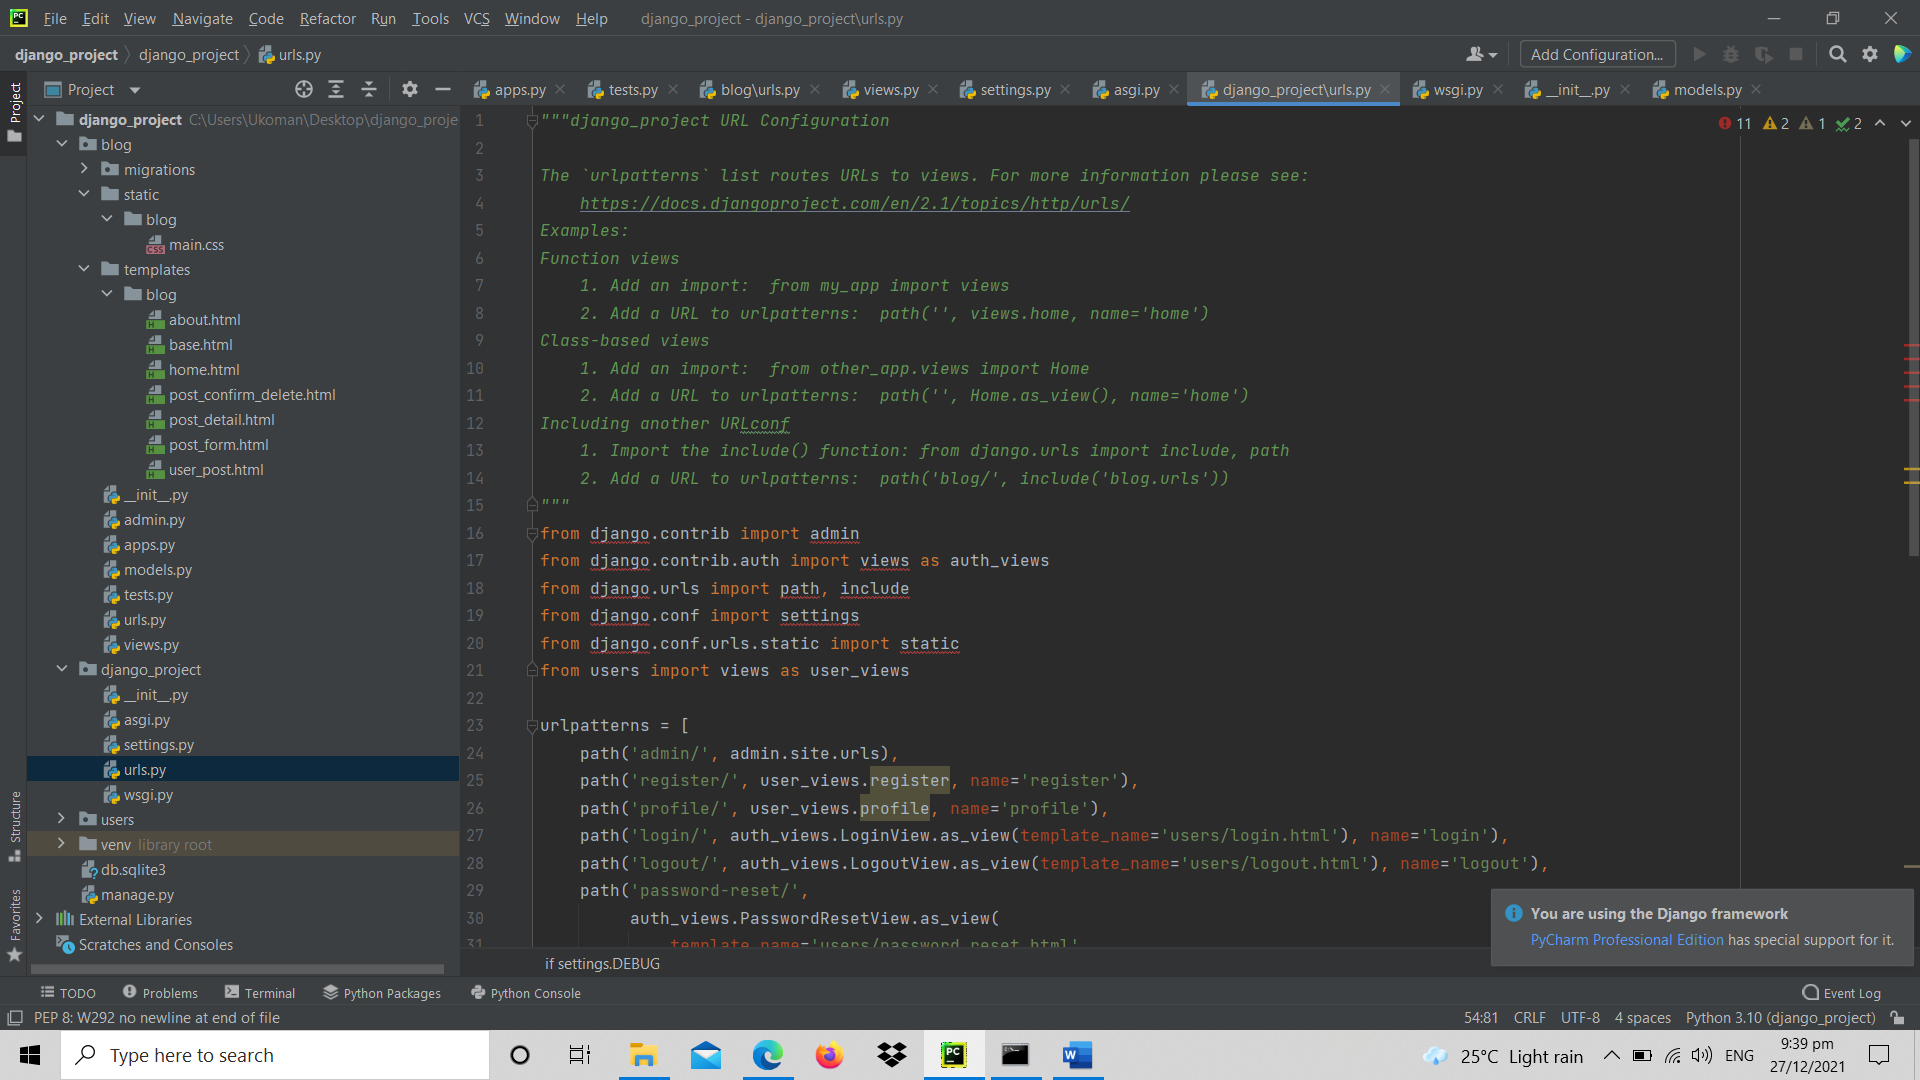 File Edit View Navigate Code Refactor Run Tools VCS Window Help django_project - django_project\urls.py
django_project django_project urls.py Add Configuration...
Project apps.py tests.py blog\urls.py views.py settings.py asgi.py django_project\urls.py wsgi.py __init__.py models.py
Project
Structure
Favorites
django_project C:\Users\Ukoman\Desktop\django_proje
blog
migrations
static
blog
main.css
templates
blog
about.html
base.html
home.html
post_confirm_delete.html
post_detail.html
post_form.html
user_post.html
__init__.py
admin.py
apps.py
models.py
tests.py
urls.py
views.py
django_project
__init__.py
asgi.py
settings.py
urls.py
wsgi.py
users
venv library root
db.sqlite3
manage.py
External Libraries
Scratches and Consoles
11 2 1 2
1 """django_project URL Configuration
2
3 The `urlpatterns` list routes URLs to views. For more information please see:
4 https://docs.djangoproject.com/en/2.1/topics/http/urls/
5 Examples:
6 Function views
7 1. Add an import:  from my_app import views
8 2. Add a URL to urlpatterns:  path('', views.home, name='home')
9 Class-based views
10 1. Add an import:  from other_app.views import Home
11 2. Add a URL to urlpatterns:  path('', Home.as_view(), name='home')
12 Including another URLconf
13 1. Import the include() function: from django.urls import include, path
14 2. Add a URL to urlpatterns:  path('blog/', include('blog.urls'))
15 """
16 from django.contrib import admin
17 from django.contrib.auth import views as auth_views
18 from django.urls import path, include
19 from django.conf import settings
20 from django.conf.urls.static import static
21 from users import views as user_views
22
23 urlpatterns = [
24 path('admin/', admin.site.urls),
25 path('register/', user_views.register, name='register'),
26 path('profile/', user_views.profile, name='profile'),
27 path('login/', auth_views.LoginView.as_view(template_name='users/login.html'), name='login'),
28 path('logout/', auth_views.LogoutView.as_view(template_name='users/logout.html'), name='logout'),
29 path('password-reset/',
30 auth_views.PasswordResetView.as_view(
31 template_name='users/password_reset.html'
if settings.DEBUG
You are using the Django framework
PyCharm Professional Edition has special support for it.
TODO Problems Terminal Python Packages Python Console Event Log
PEP 8: W292 no newline at end of file 54:81 CRLF UTF-8 4 spaces Python 3.10 (django_project)
Type here to search 25°C Light rain ENG 9:39 pm
27/12/2021